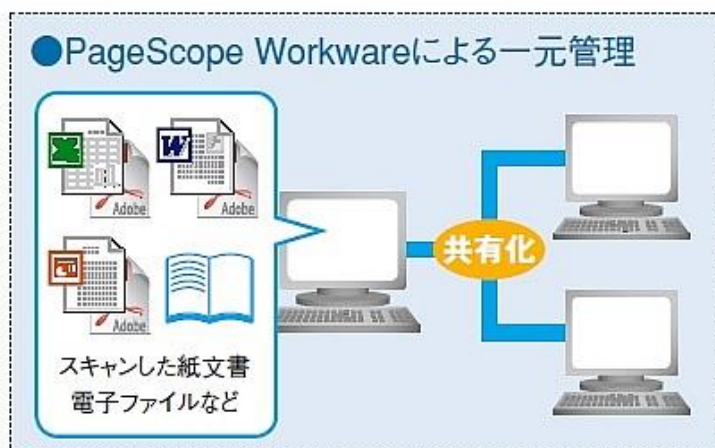 ●PageScope Workwareによる一元管理
W
Adobe
Adobe
Adobe
共有化
スキャンした紙文書
電子ファイルなど